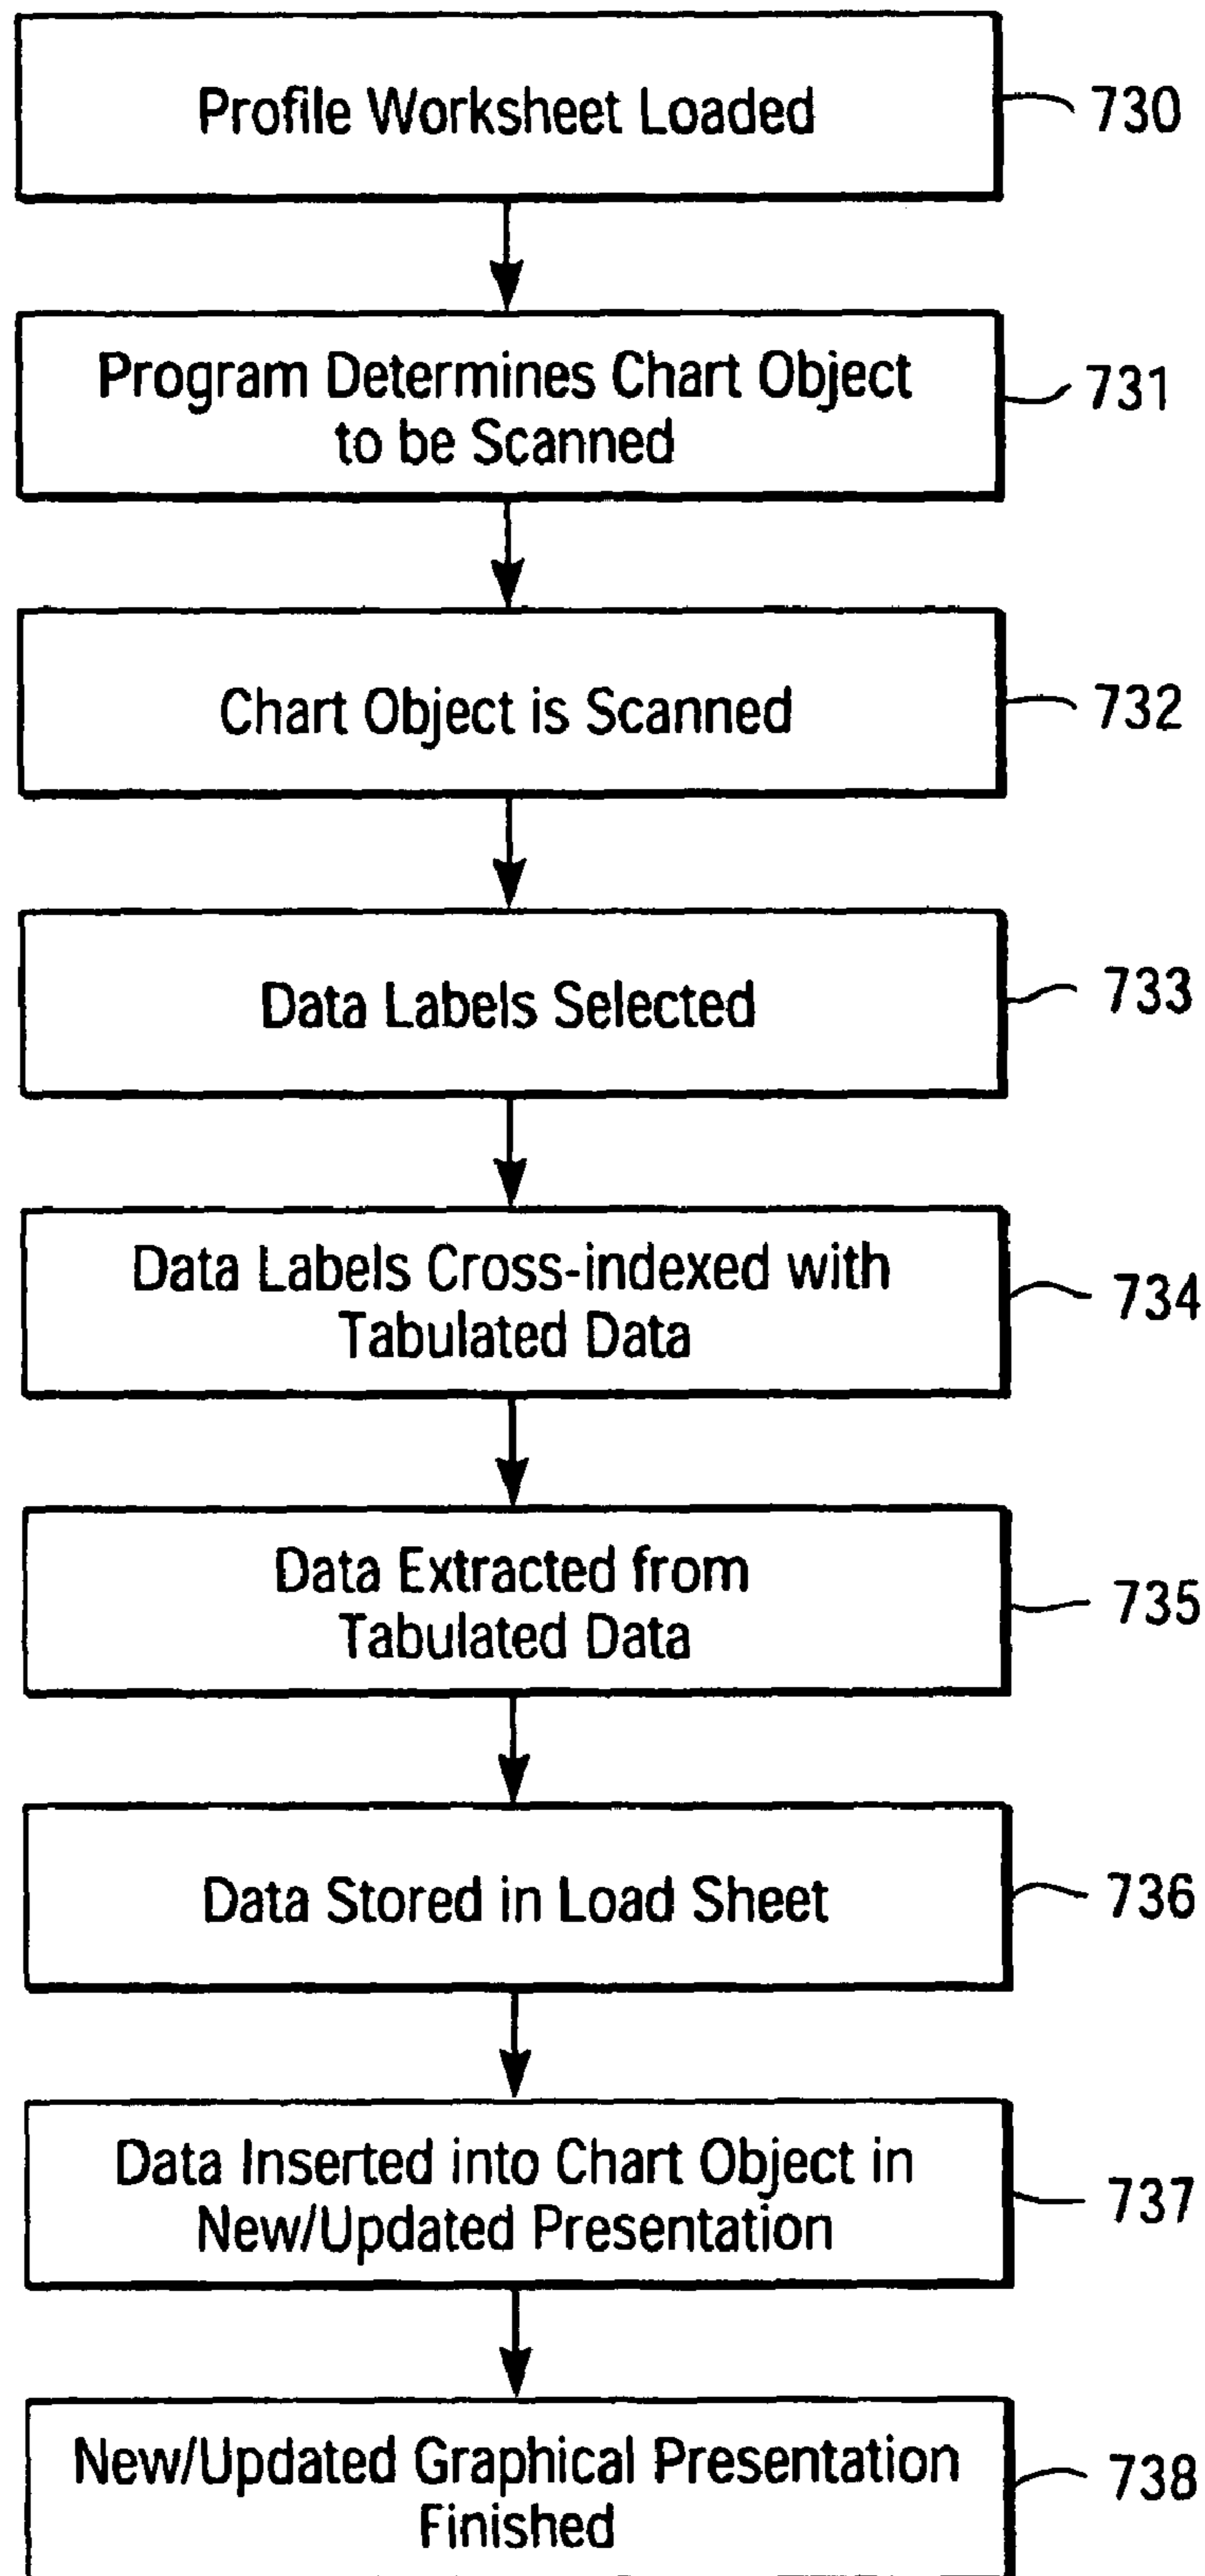 Profile Worksheet Loaded
730
Program Determines Chart Object
to be Scanned
731
Chart Object is Scanned
732
Data Labels Selected
733
Data Labels Cross-indexed with
Tabulated Data
734
Data Extracted from
Tabulated Data
735
Data Stored in Load Sheet
736
Data Inserted into Chart Object in
New/Updated Presentation
737
New/Updated Graphical Presentation
Finished
738